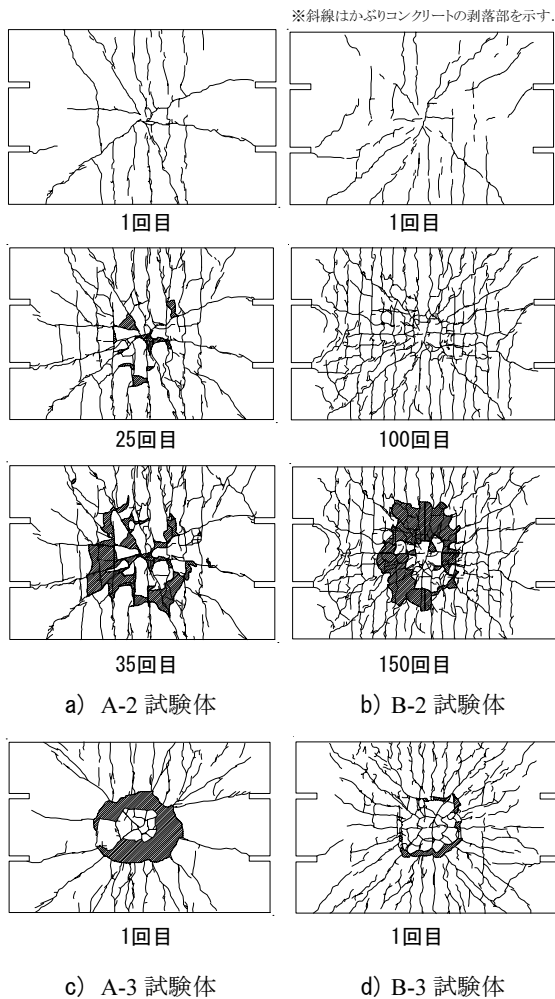 ※斜線はかぶりコンクリートの剥落部を示す.
1回目
1回目
25回目
100回目
35回目
150回目
a) A-2 試験体
b) B-2 試験体
1回目
1回目
c) A-3 試験体
d) B-3 試験体